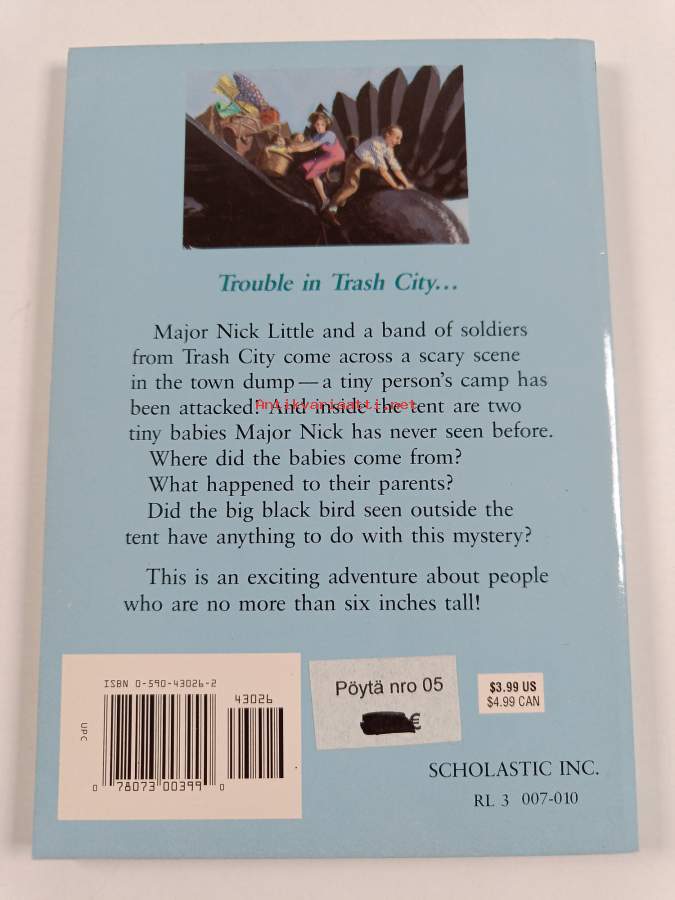 Trouble in Trash City...
Major Nick Little and a band of soldiers
from Trash City come across a scary scene
in the town dump—a tiny person's camp has
been attacked! And inside the tent are two
Antikvariaatti.net
tiny babies Major Nick has never seen before.
Where did the babies come from?
What happened to their parents?
Did the big black bird seen outside the
tent have anything to do with this mystery?
This is an exciting adventure about people
who are no more than six inches tall!
ISBN 0-590-43026-2
43026
UPC
0 78073 00399 0
Pöytä nro 05
€
$3.99 US
$4.99 CAN
SCHOLASTIC INC.
RL 3 007-010